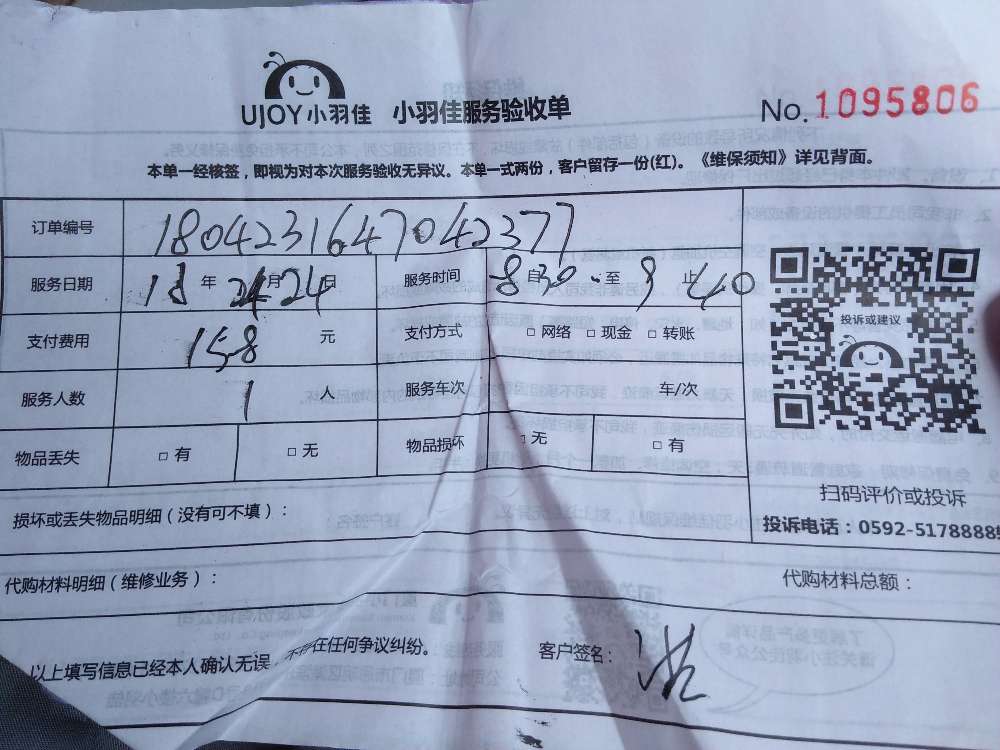 UJOY小羽佳 小羽佳服务验收单 No.1095806
本单一经核签，即视为对本次服务验收无异议。本单一式两份，客户留存一份(红)。《维保须知》详见背面。
订单编号 1804231647042377
服务日期 18 年 4 月 24 日 服务时间 8 自 30 至 9 止 40
支付费用 158 元 支付方式 □ 网络 □ 现金 □ 转账
服务人数 1 人 服务车次 车/次
物品丢失 □ 有 □ 无 物品损坏 □ 无 □ 有
投诉或建议
扫码评价或投诉
投诉电话：0592-5178888
损坏或丢失物品明细（没有可不填）：
代购材料明细（维修业务）： 代购材料总额：
以上填写信息已经本人确认无误，不存在任何争议纠纷。 客户签名：